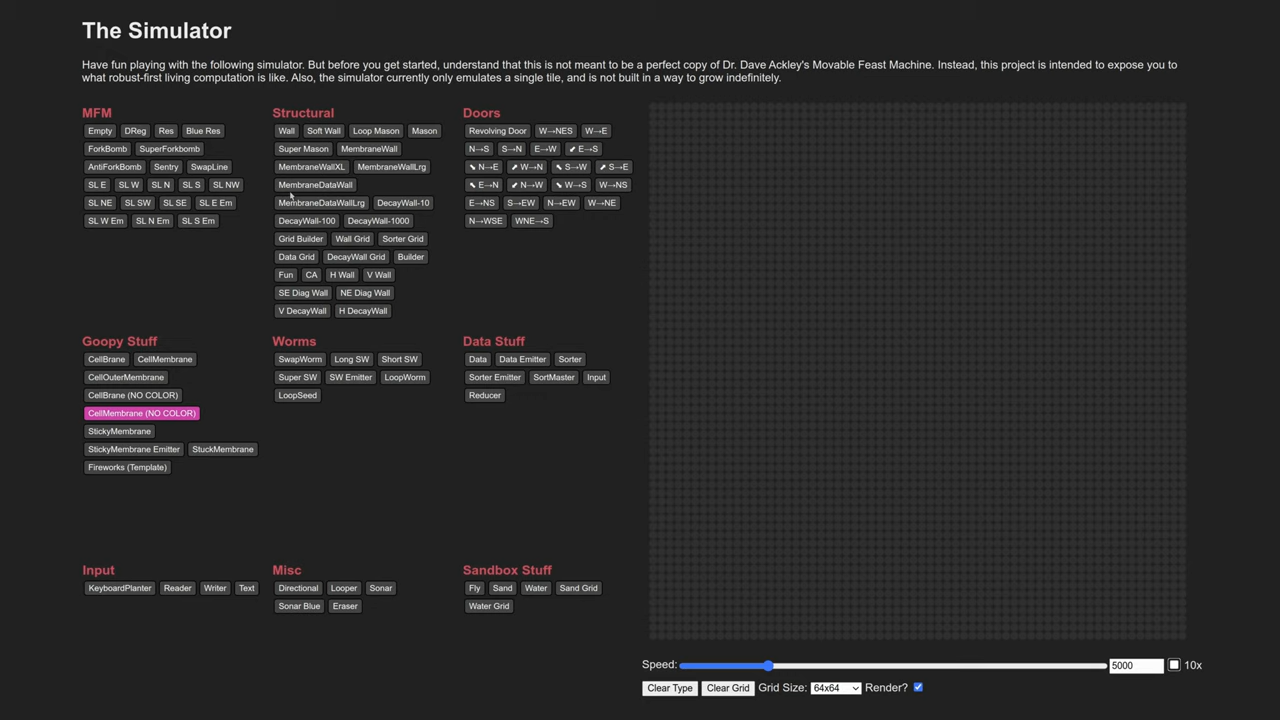 The Simulator
Have fun playing with the following simulator. But before you get started, understand that this is not meant to be a perfect copy of Dr. Dave Ackley's Movable Feast Machine. Instead, this project is intended to expose you to
what robust-first living computation is like. Also, the simulator currently only emulates a single tile, and is not built in a way to grow indefinitely.
MFM
Empty DReg Res Blue Res
ForkBomb SuperForkbomb
AntiForkBomb Sentry SwapLine
SL E SL W SL N SL S SL NW
SL NE SL SW SL SE SL E Em
SL W Em SL N Em SL S Em
Structural
Wall Soft Wall Loop Mason Mason
Super Mason MembraneWall
MembraneWallXL MembraneWallLrg
MembraneDataWall
MembraneDataWallLrg DecayWall-10
DecayWall-100 DecayWall-1000
Grid Builder Wall Grid Sorter Grid
Data Grid DecayWall Grid Builder
Fun CA H Wall V Wall
SE Diag Wall NE Diag Wall
V DecayWall H DecayWall
Doors
Revolving Door W→NES W→E
N→S S→N E→W ⬋ E→S
⬉ N→E ⬈ W→N ⬉ S→W ⬈ S→E
⬉ E→N ⬋ N→W ⬉ W→S W→NS
E→NS S→EW N→EW W→NE
N→WSE WNE→S
Goopy Stuff
CellBrane CellMembrane
CellOuterMembrane
CellBrane (NO COLOR)
CellMembrane (NO COLOR)
StickyMembrane
StickyMembrane Emitter StuckMembrane
Fireworks (Template)
Worms
SwapWorm Long SW Short SW
Super SW SW Emitter LoopWorm
LoopSeed
Data Stuff
Data Data Emitter Sorter
Sorter Emitter SortMaster Input
Reducer
Input
KeyboardPlanter Reader Writer Text
Misc
Directional Looper Sonar
Sonar Blue Eraser
Sandbox Stuff
Fly Sand Water Sand Grid
Water Grid
Speed: 5000 10x
Clear Type Clear Grid Grid Size: 64x64 Render?